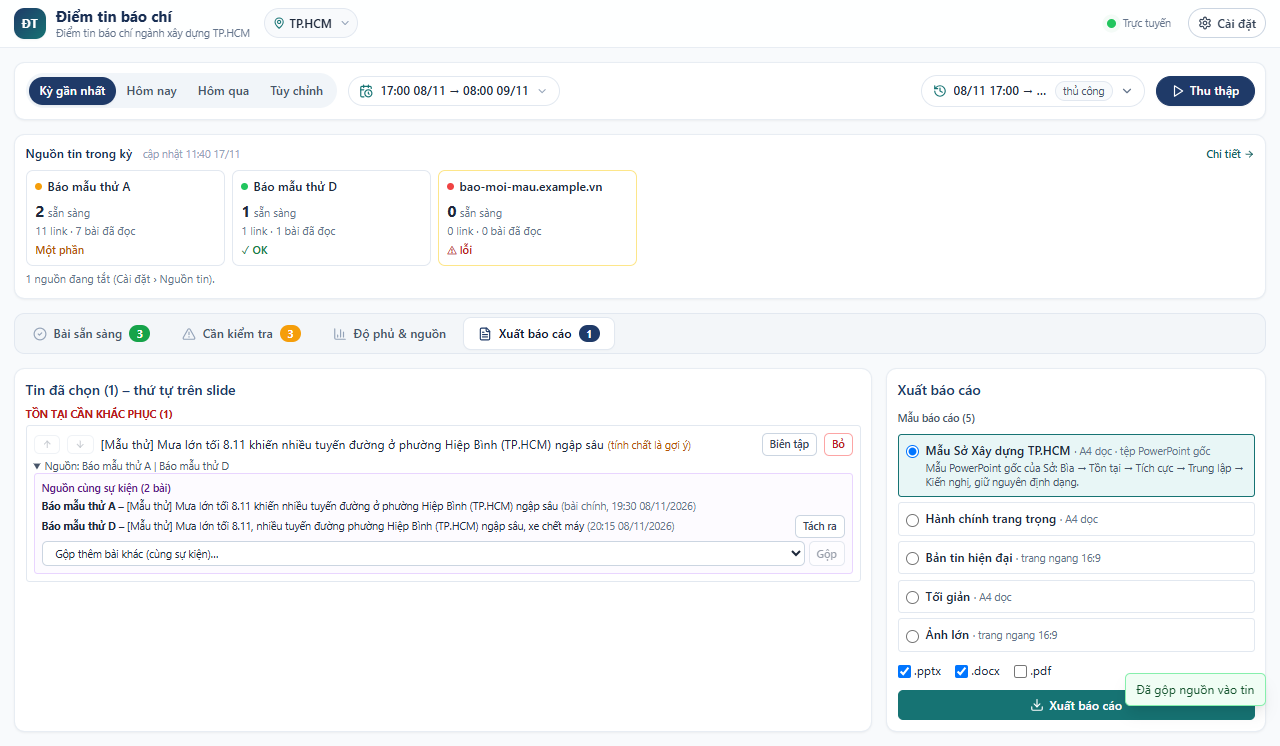 ĐT
Điểm tin báo chí
Điểm tin báo chí ngành xây dựng TP.HCM
TP.HCM
Trực tuyến
Cài đặt
Kỳ gần nhất
Hôm nay
Hôm qua
Tùy chỉnh
17:00 08/11 → 08:00 09/11
08/11 17:00 → ...
thủ công
Thu thập
Nguồn tin trong kỳ
cập nhật 11:40 17/11
Chi tiết →
Báo mẫu thử A
2 sẵn sàng
11 link · 7 bài đã đọc
Một phần
Báo mẫu thử D
1 sẵn sàng
1 link · 1 bài đã đọc
✓ OK
bao-moi-mau.example.vn
0 sẵn sàng
0 link · 0 bài đã đọc
⚠ lỗi
1 nguồn đang tắt (Cài đặt › Nguồn tin).
Bài sẵn sàng 3
Cần kiểm tra 3
Độ phủ & nguồn
Xuất báo cáo 1
Tin đã chọn (1) – thứ tự trên slide
TỒN TẠI CẦN KHẮC PHỤC (1)
↑ ↓ [Mẫu thử] Mưa lớn tối 8.11 khiến nhiều tuyến đường ở phường Hiệp Bình (TP.HCM) ngập sâu (tính chất là gợi ý)
Biên tập
Bỏ
▼ Nguồn: Báo mẫu thử A | Báo mẫu thử D
Nguồn cùng sự kiện (2 bài)
Báo mẫu thử A – [Mẫu thử] Mưa lớn tối 8.11 khiến nhiều tuyến đường ở phường Hiệp Bình (TP.HCM) ngập sâu (bài chính, 19:30 08/11/2026)
Báo mẫu thử D – [Mẫu thử] Mưa lớn tối 8.11, nhiều tuyến đường phường Hiệp Bình (TP.HCM) ngập sâu, xe chết máy (20:15 08/11/2026)
Tách ra
Gộp thêm bài khác (cùng sự kiện)...
Gộp
Xuất báo cáo
Mẫu báo cáo (5)
Mẫu Sở Xây dựng TP.HCM · A4 dọc · tệp PowerPoint gốc
Mẫu PowerPoint gốc của Sở: Bìa → Tồn tại → Tích cực → Trung lập →
Kiến nghị, giữ nguyên định dạng.
Hành chính trang trọng · A4 dọc
Bản tin hiện đại · trang ngang 16:9
Tối giản · A4 dọc
Ảnh lớn · trang ngang 16:9
.pptx
.docx
.pdf
Đã gộp nguồn vào tin
Xuất báo cáo